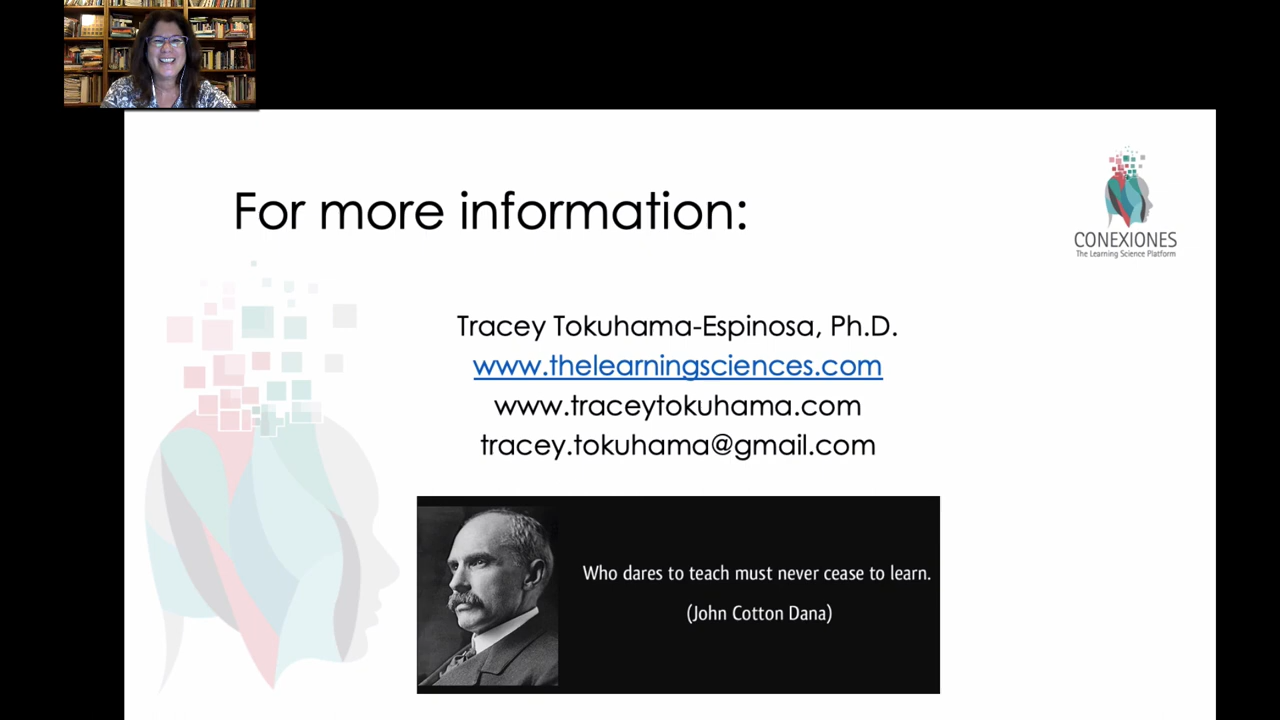 For more information:
CONEXIONES
The Learning Science Platform
Tracey Tokuhama-Espinosa, Ph.D.
www.thelearningsciences.com
www.traceytokuhama.com
tracey.tokuhama@gmail.com
Who dares to teach must never cease to learn.
(John Cotton Dana)